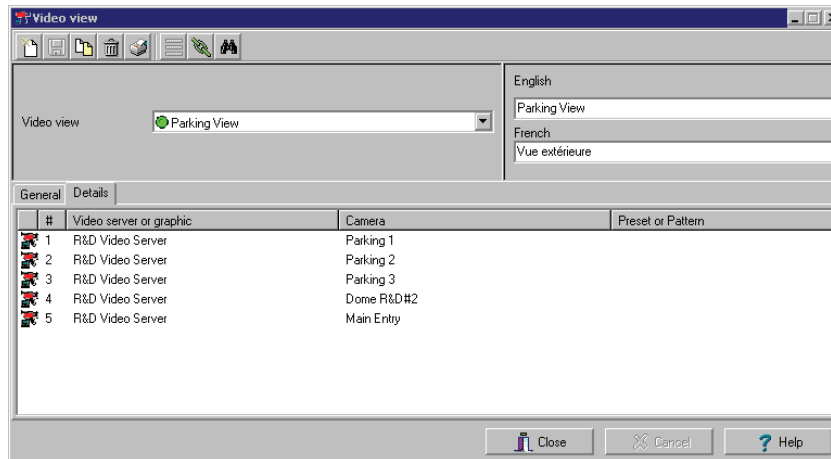 Video view
English
Parking View
Video view Parking View
French
Vue extérieure
General Details
# Video server or graphic Camera Preset or Pattern
1 R&D Video Server Parking 1
2 R&D Video Server Parking 2
3 R&D Video Server Parking 3
4 R&D Video Server Dome R&D#2
5 R&D Video Server Main Entry
Close Cancel Help